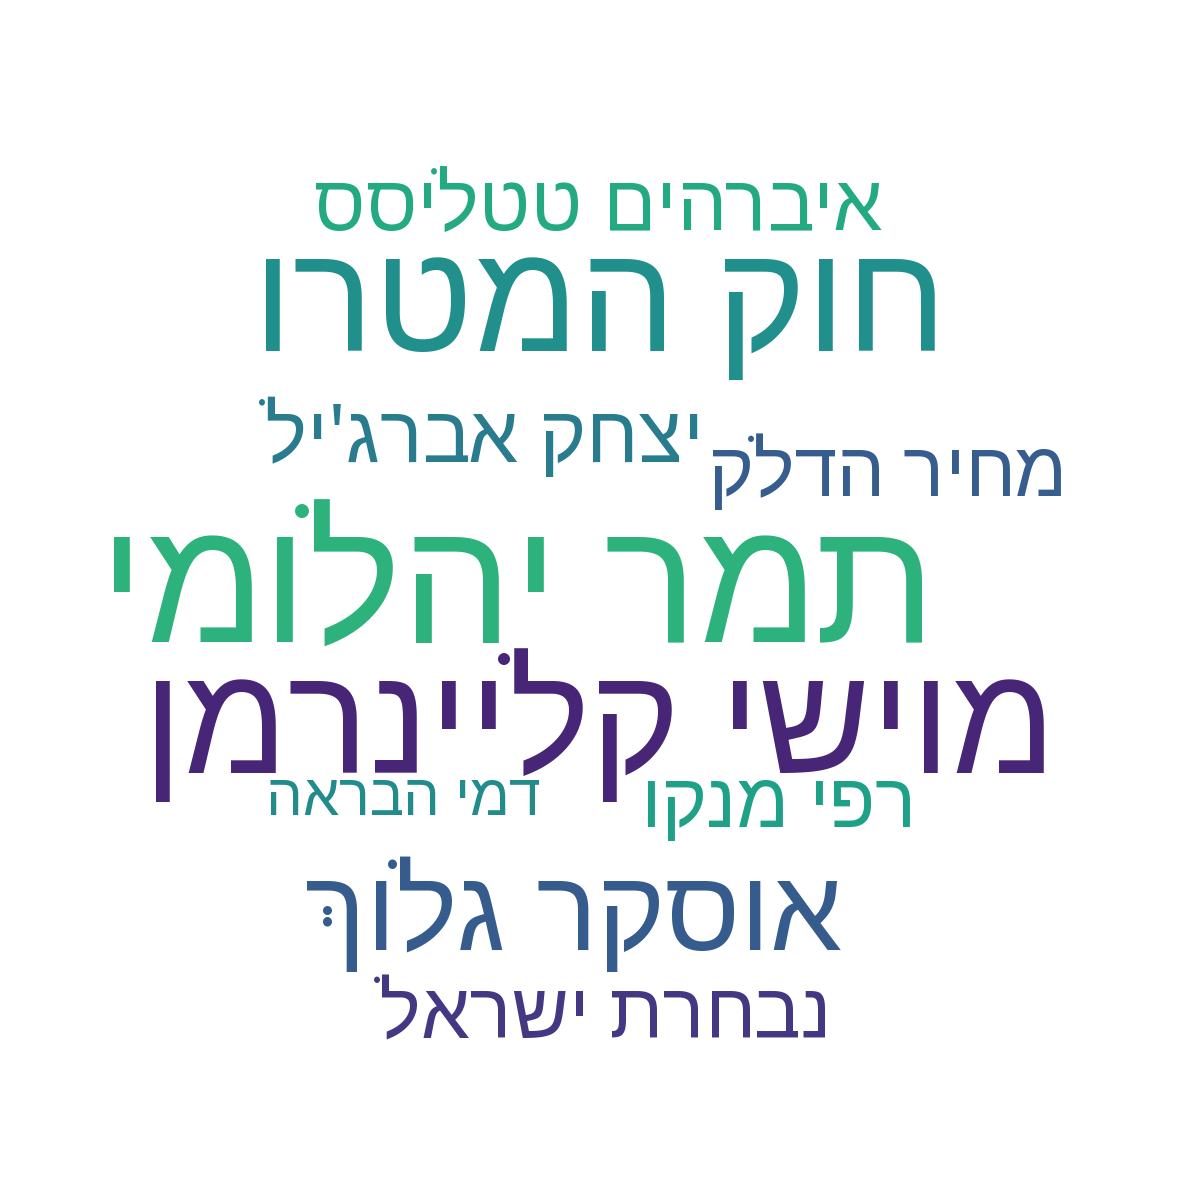 איברהים טטליסס
חוק המטרו
יצחק אברג'יל
מחיר הדלק
תמר יהלומי
מוישי קליינרמן
רפי מנקו
דמי הבראה
אוסקר גלוך
נבחרת ישראל